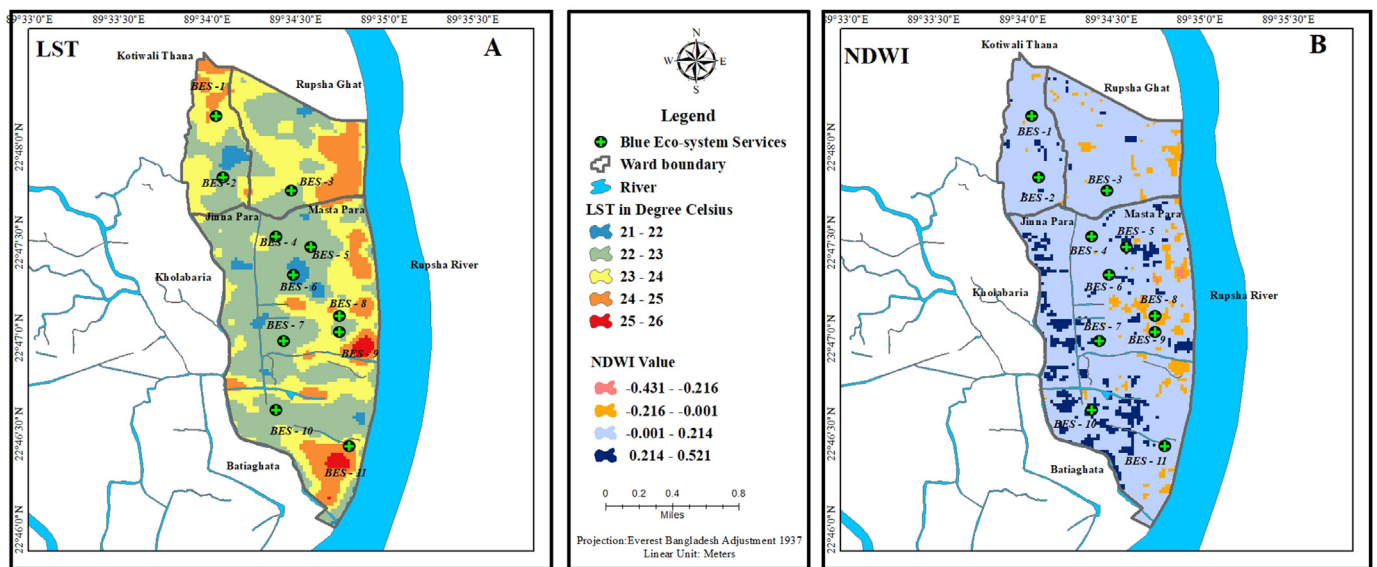 89°33'0"E 89°33'30"E 89°34'0"E 89°34'30"E 89°35'0"E 89°35'30"E
LST
A
Kotiwali Thana
Rupsha Ghat
BES -1
BES -2
BES -3
Jinna Para
Masta Para
BES - 4
BES - 5
Rupsha River
Kholabaria
BES - 6
BES - 8
BES - 7
BES - 9
BES - 10
Batiaghata
BES - 11
22°48'0"N
22°47'30"N
22°47'0"N
22°46'30"N
22°46'0"N
N
W E
S
Legend
Blue Eco-system Services
Ward boundary
River
LST in Degree Celsius
21 - 22
22 - 23
23 - 24
24 - 25
25 - 26
NDWI Value
-0.431 - -0.216
-0.216 - -0.001
-0.001 - 0.214
0.214 - 0.521
0 0.2 0.4 0.8
Miles
Projection:Everest Bangladesh Adjustment 1937
Linear Unit: Meters
89°33'0"E 89°33'30"E 89°34'0"E 89°34'30"E 89°35'0"E 89°35'30"E
NDWI
B
Kotiwali Thana
Rupsha Ghat
BES -1
BES -3
BES -2
Jinna Para
Masta Para
BES - 5
BES - 4
Kholabaria
BES - 6
Rupsha River
BES - 8
BES - 7
BES - 9
BES - 10
BES - 11
Batiaghata
22°48'0"N
22°47'30"N
22°47'0"N
22°46'30"N
22°46'0"N